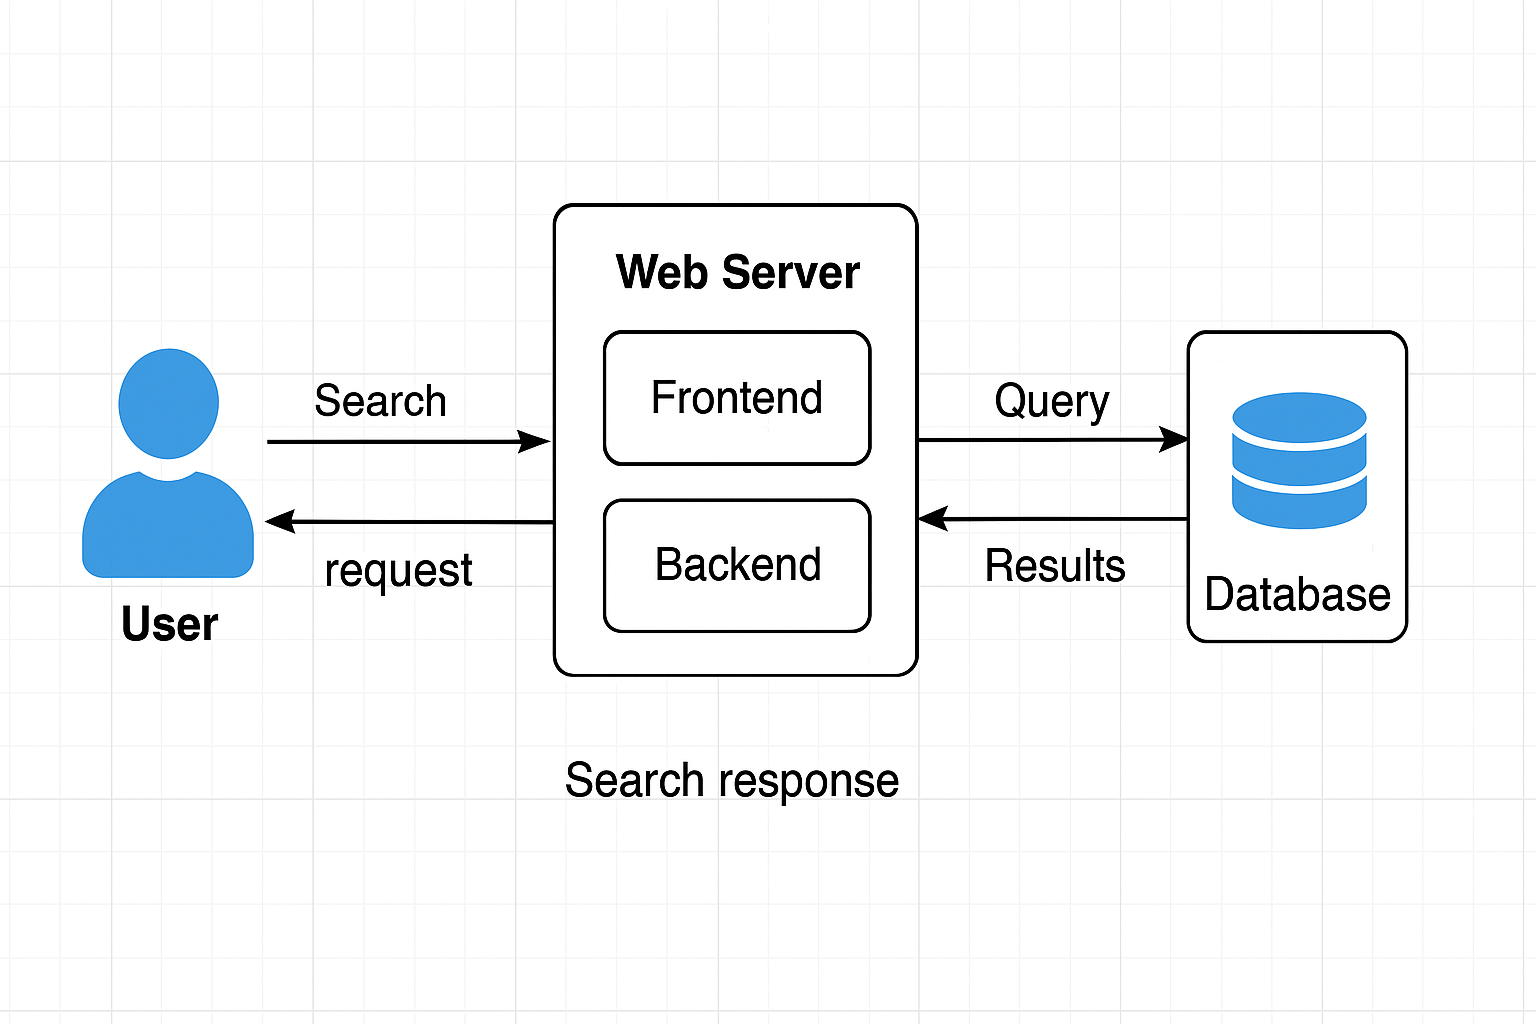 Web Server
Frontend
Backend
Search
request
User
Query
Results
Database
Search response